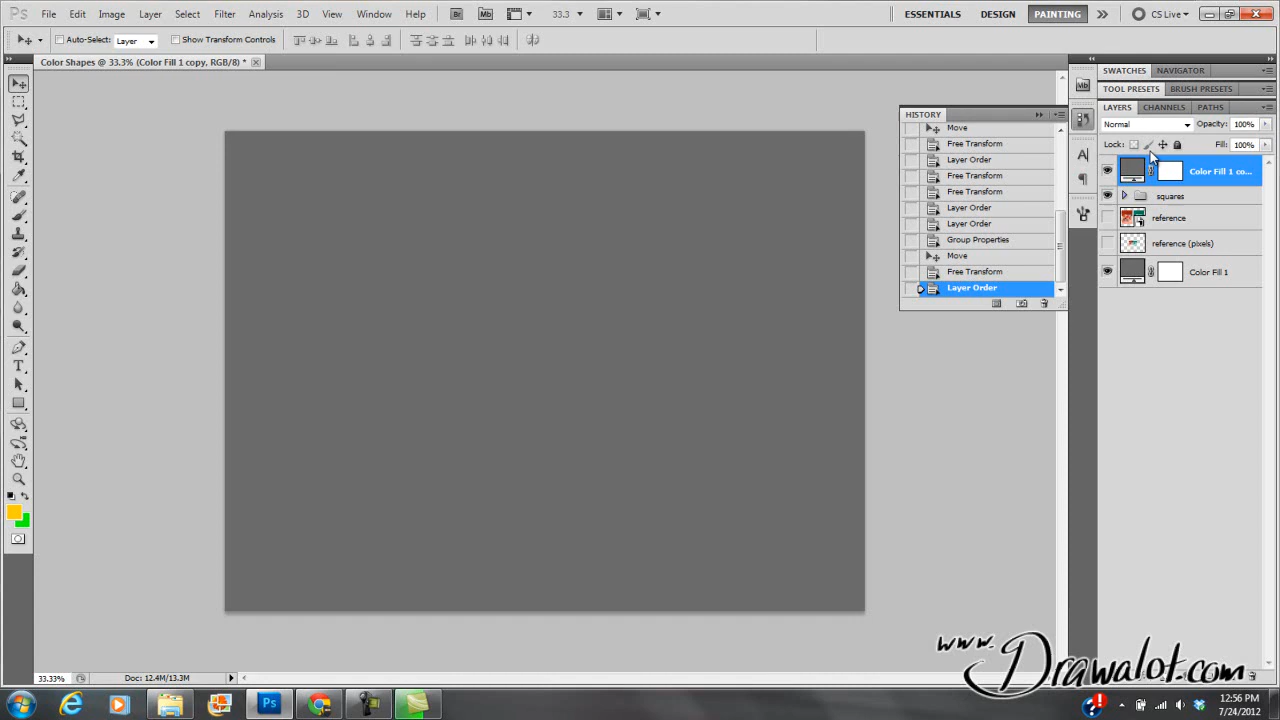 Ps File Edit Image Layer Select Filter Analysis 3D View Window Help Br Mb 33.3 ESSENTIALS DESIGN PAINTING CS Live
Auto-Select: Layer Show Transform Controls
Color Shapes @ 33.3% (Color Fill 1 copy, RGB/8) *
SWATCHES NAVIGATOR
TOOL PRESETS BRUSH PRESETS
LAYERS CHANNELS PATHS
Normal Opacity: 100%
Lock: Fill: 100%
Color Fill 1 co...
squares
reference
reference (pixels)
Color Fill 1
HISTORY
Move
Free Transform
Layer Order
Free Transform
Free Transform
Layer Order
Layer Order
Group Properties
Move
Free Transform
Layer Order
Mb
A
T
33.33% Doc: 12.4M/13.3M
www.Drawalot.com
Ps
12:56 PM
7/24/2012